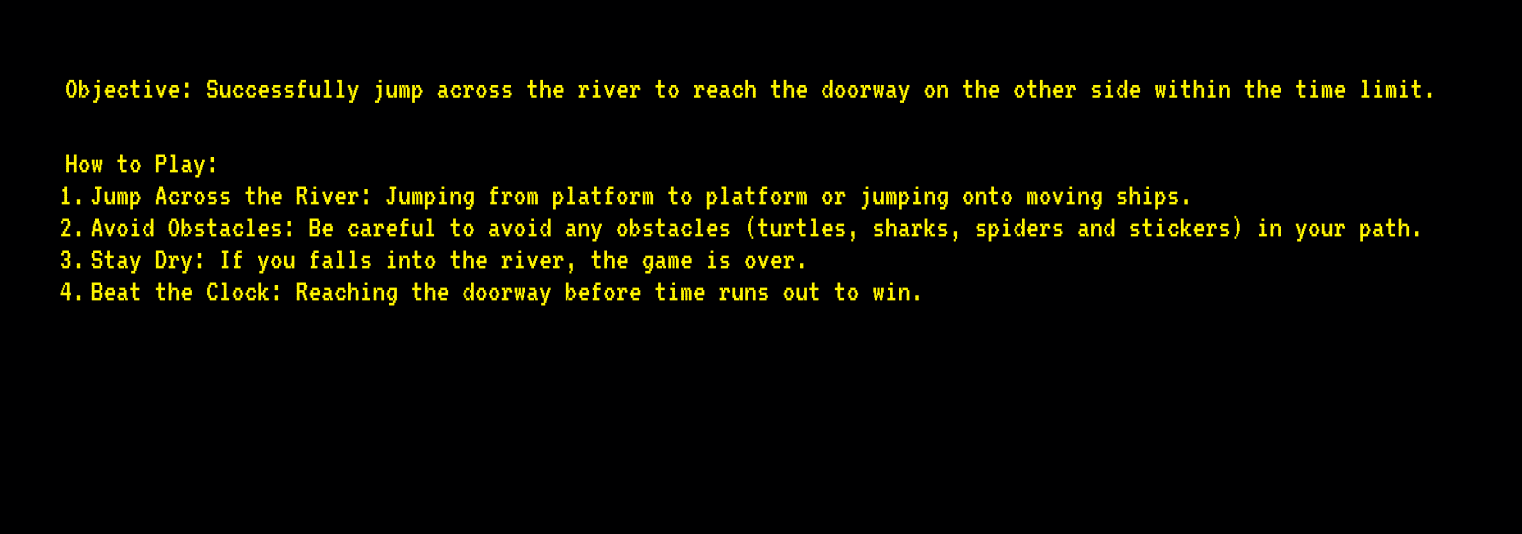 Objective: Successfully jump across the river to reach the doorway on the other side within the time limit.
How to Play:
1. Jump Across the River: Jumping from platform to platform or jumping onto moving ships.
2. Avoid Obstacles: Be careful to avoid any obstacles (turtles, sharks, spiders and stickers) in your path.
3. Stay Dry: If you falls into the river, the game is over.
4. Beat the Clock: Reaching the doorway before time runs out to win.